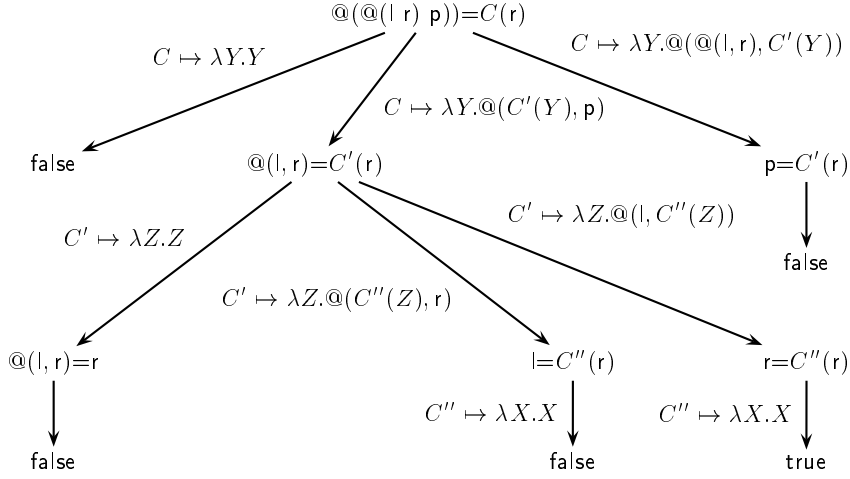 @(@(l r) p))=C(r)
C ↦ λY.Y
C ↦ λY.@(@(l, r), C′(Y))
C ↦ λY.@(C′(Y), p)
false
@(l, r)=C′(r)
p=C′(r)
C′ ↦ λZ.Z
C′ ↦ λZ.@(l, C′′(Z))
false
C′ ↦ λZ.@(C′′(Z), r)
@(l, r)=r
l=C′′(r)
r=C′′(r)
C′′ ↦ λX.X
C′′ ↦ λX.X
false
false
true